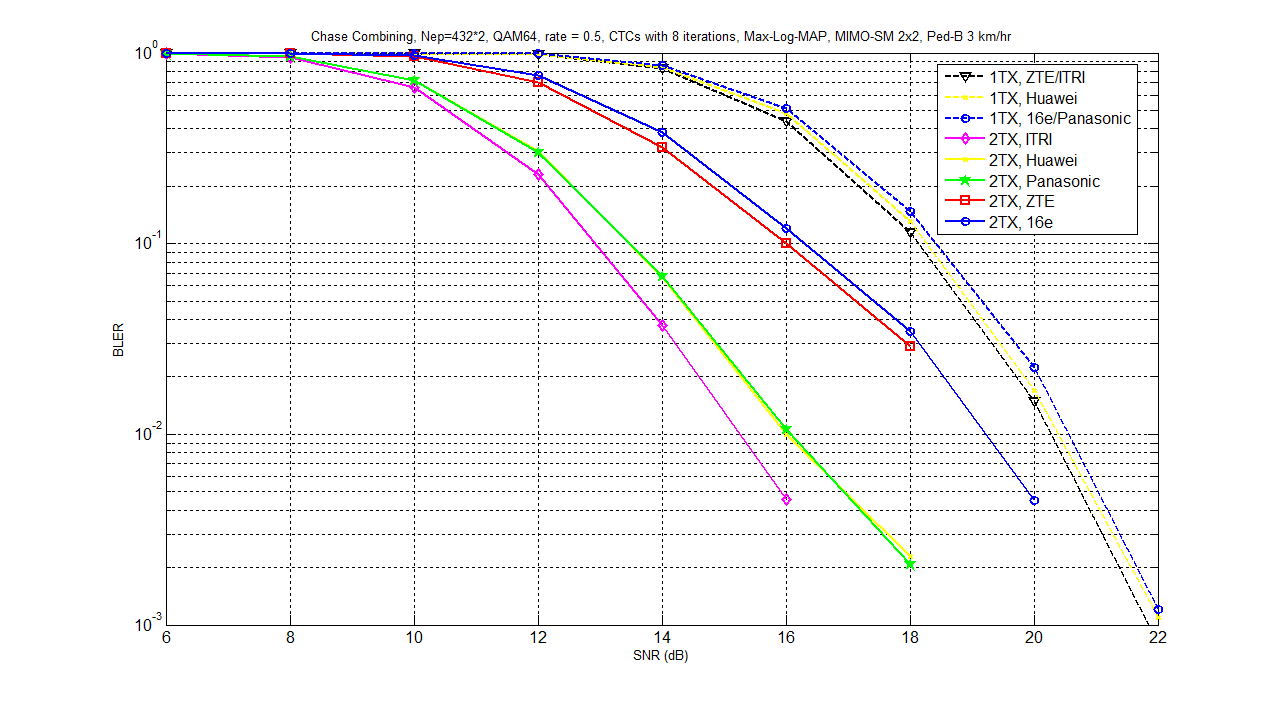 Chase Combining, Nep=432*2, QAM64, rate = 0.5, CTCs with 8 iterations, Max-Log-MAP, MIMO-SM 2x2, Ped-B 3 km/hr
10^0
10^-1
10^-2
10^-3
BLER
1TX, ZTE/ITRI
1TX, Huawei
1TX, 16e/Panasonic
2TX, ITRI
2TX, Huawei
2TX, Panasonic
2TX, ZTE
2TX, 16e
6 8 10 12 14 16 18 20 22
SNR (dB)